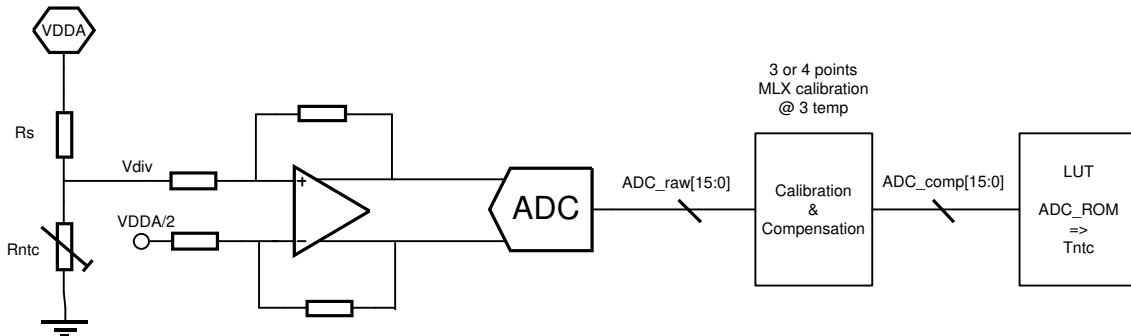 VDDA
Rs
Vdiv
VDDA/2
Rntc
+
−
ADC
ADC_raw[15:0]
3 or 4 points
MLX calibration
@ 3 temp
Calibration
&
Compensation
ADC_comp[15:0]
LUT
ADC_ROM
=>
Tntc